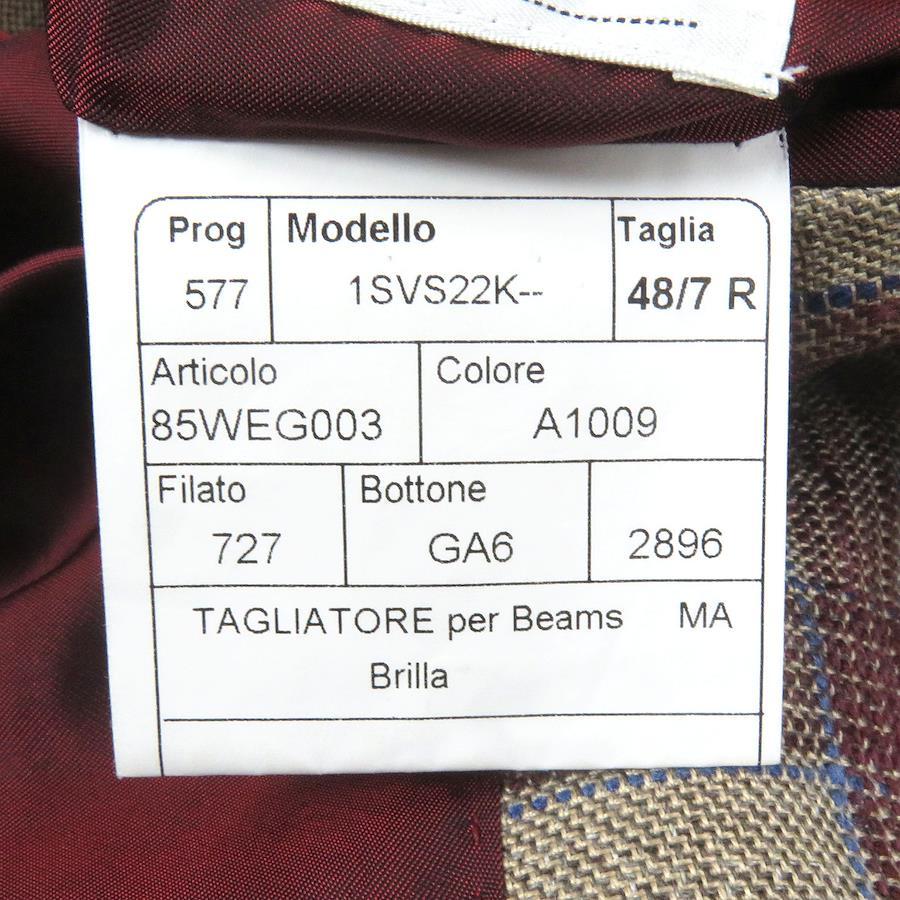 Prog Modello Taglia
577 1SVS22K-- 48/7 R
Articolo Colore
85WEG003 A1009
Filato Bottone
727 GA6 2896
TAGLIATORE per Beams MA
Brilla